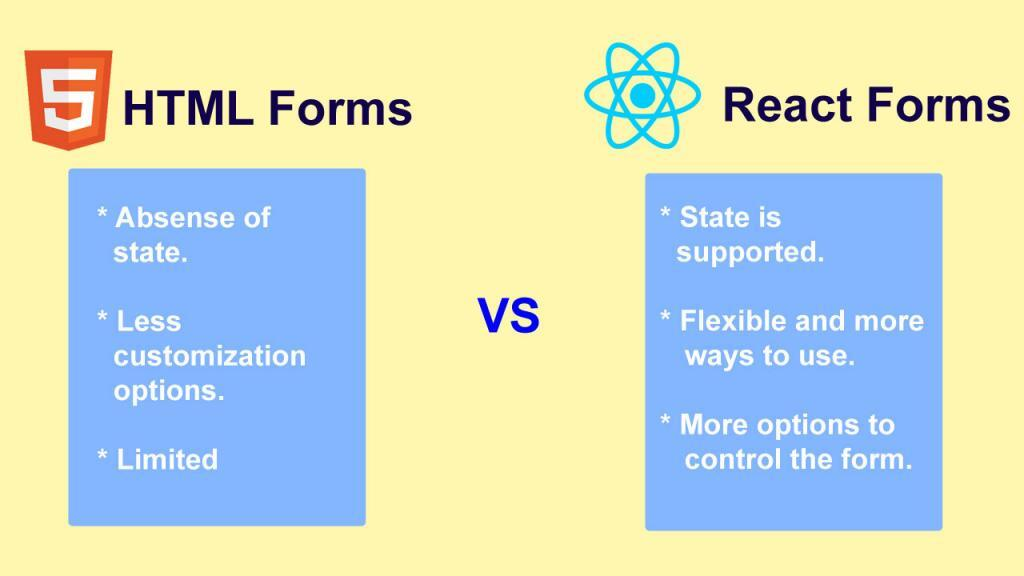 HTML Forms
* Absense of
state.
* Less
customization
options.
* Limited
VS
React Forms
* State is
supported.
* Flexible and more
ways to use.
* More options to
control the form.